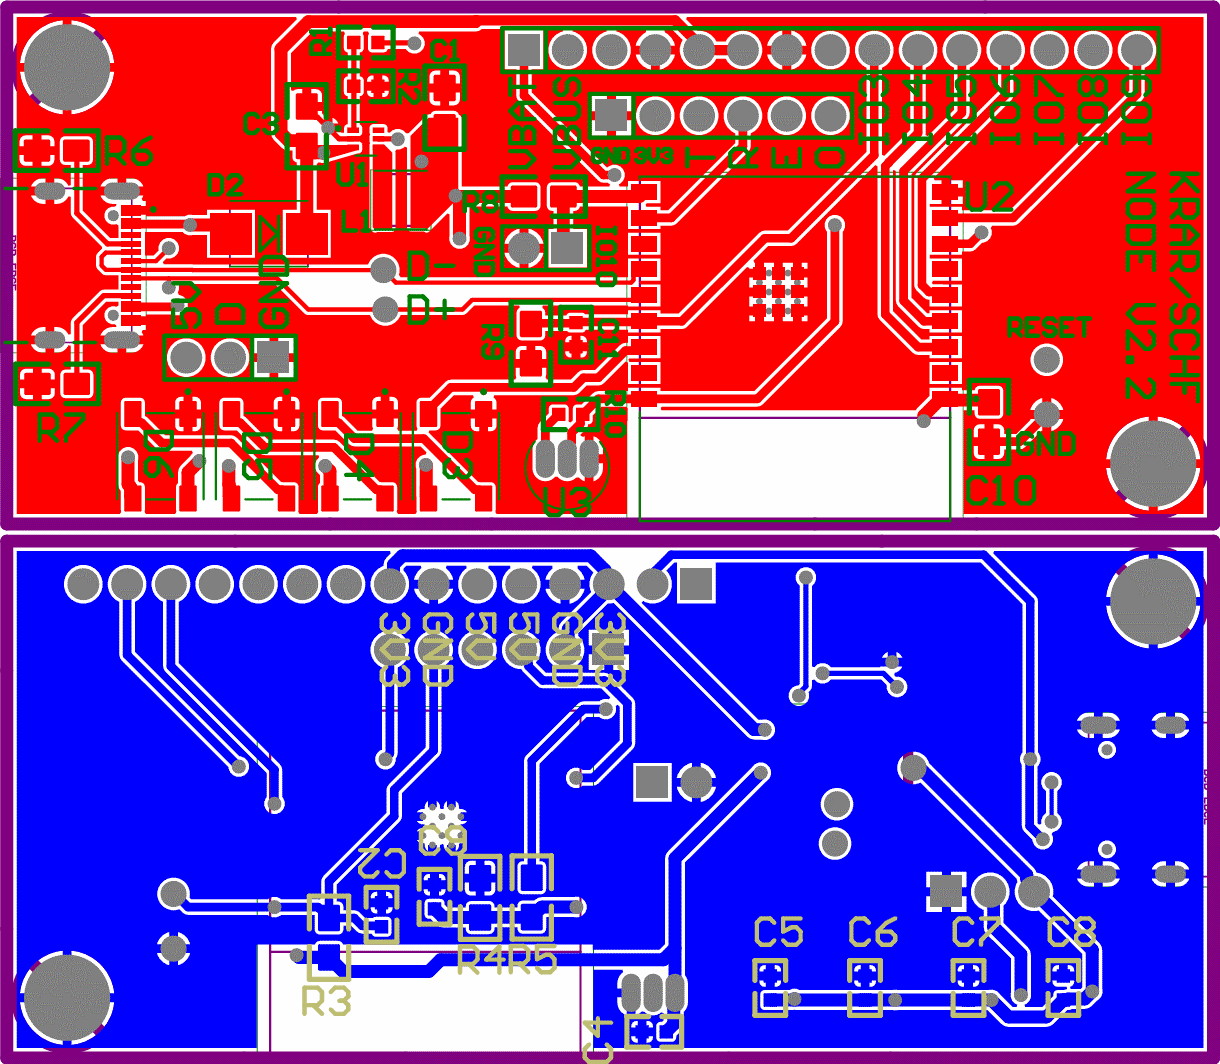 R1
R2
C1
C3
U1
L1
R6
D2
VBAT
VBUS
GND
3V3
T
R
E
O
IO3
IO4
IO5
IO6
IO7
IO8
IO9
R8
GND
IO10
U2
KRAR/SCHF
NODE V2.2
D-
D+
5V
D
GND
R9
C11
RESET
R7
R10
D6
D5
D4
D3
U3
GND
C10
3V3
GND
5V
5V
GND
3V3
C9
C2
R3
R4
R5
C5
C6
C7
C8
C4